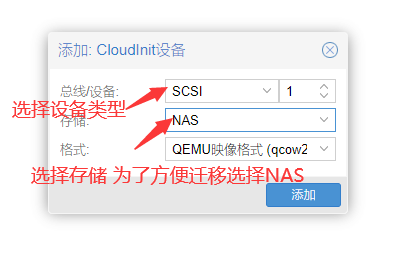 添加: CloudInit设备
总线/设备: SCSI 1
选择设备类型
存储: NAS
格式: QEMU映像格式 (qcow2
选择存储 为了方便迁移选择NAS
添加